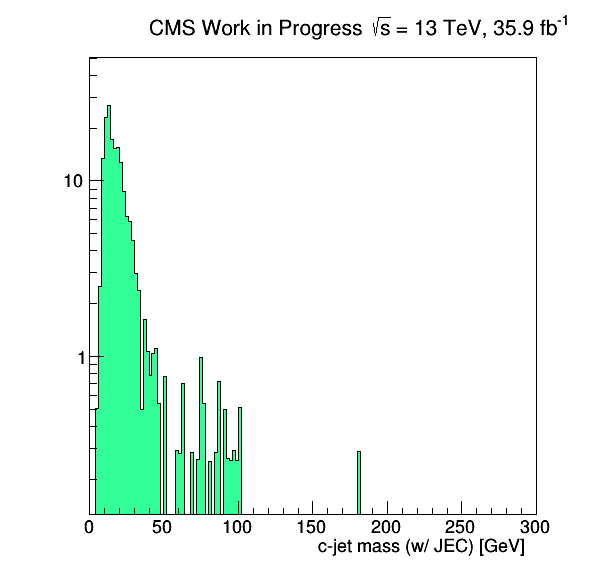 CMS Work in Progress √s = 13 TeV, 35.9 fb⁻¹
10
1
0 50 100 150 200 250 300
c-jet mass (w/ JEC) [GeV]